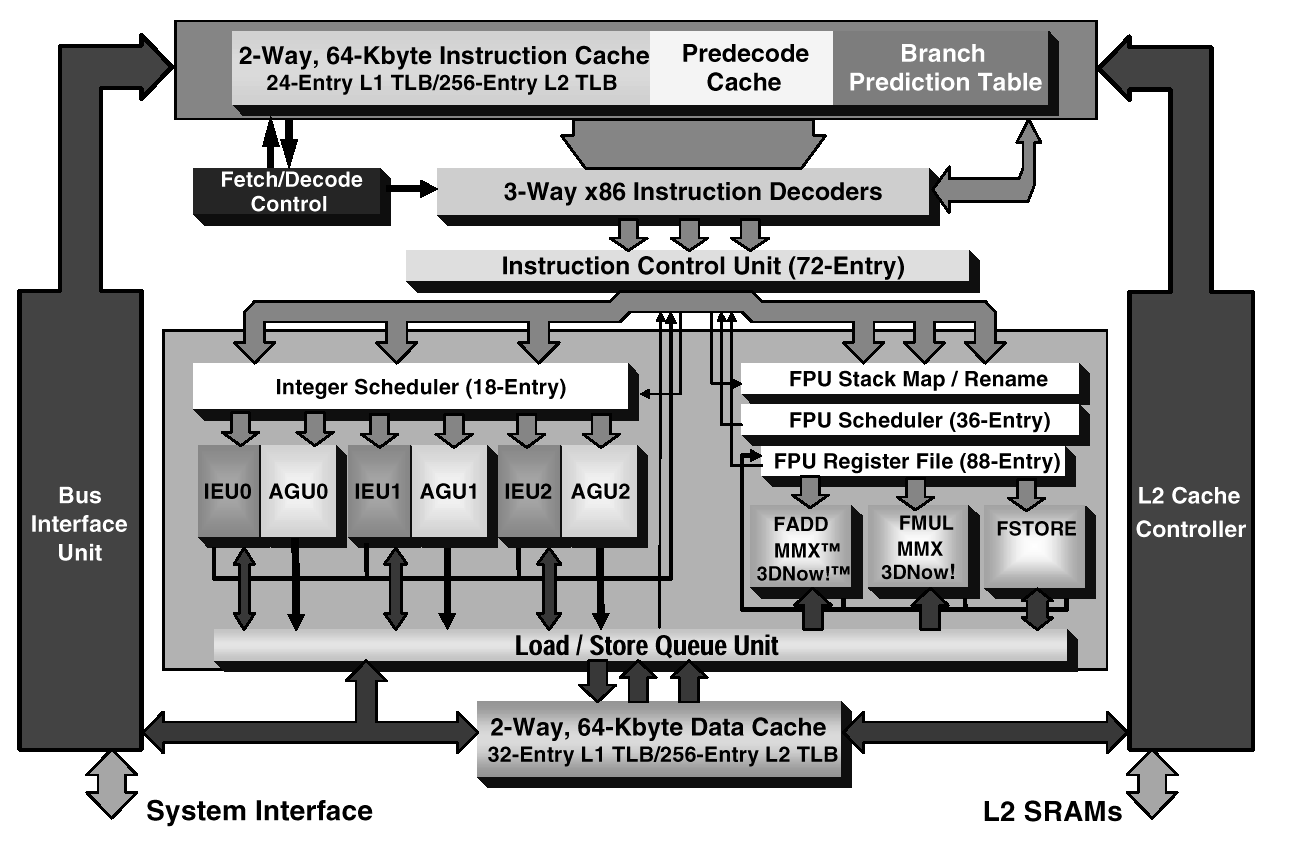 2-Way, 64-Kbyte Instruction Cache
24-Entry L1 TLB/256-Entry L2 TLB
Predecode
Cache
Branch
Prediction Table
Fetch/Decode
Control
3-Way x86 Instruction Decoders
Instruction Control Unit (72-Entry)
Integer Scheduler (18-Entry)
FPU Stack Map / Rename
FPU Scheduler (36-Entry)
FPU Register File (88-Entry)
IEU0
AGU0
IEU1
AGU1
IEU2
AGU2
FADD
MMX™
3DNow!™
FMUL
MMX
3DNow!
FSTORE
Bus
Interface
Unit
L2 Cache
Controller
Load / Store Queue Unit
2-Way, 64-Kbyte Data Cache
32-Entry L1 TLB/256-Entry L2 TLB
System Interface
L2 SRAMs